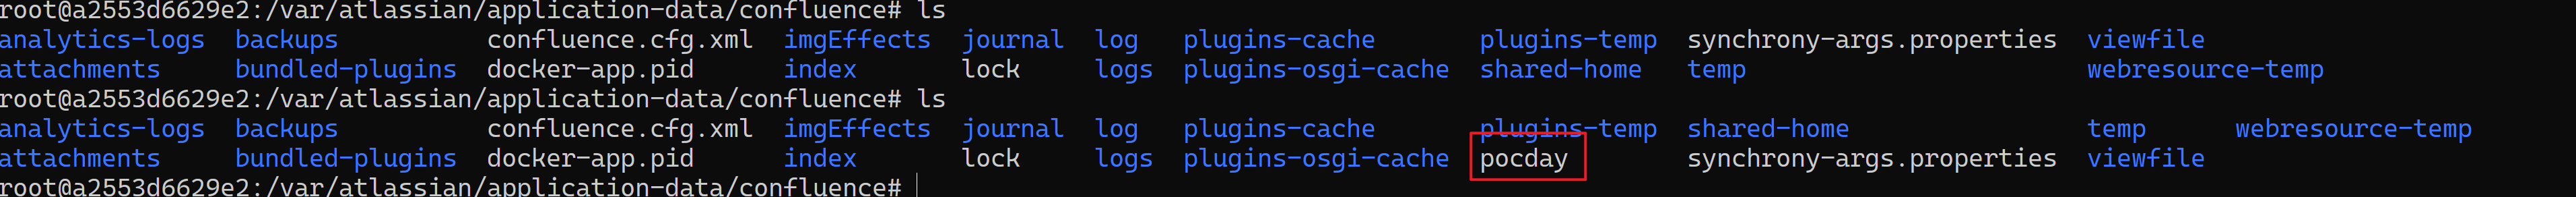 root@a2553d6629e2:/var/atlassian/application-data/confluence# ls
analytics-logs backups confluence.cfg.xml imgEffects journal log plugins-cache plugins-temp synchrony-args.properties viewfile
attachments bundled-plugins docker-app.pid index lock logs plugins-osgi-cache shared-home temp webresource-temp
root@a2553d6629e2:/var/atlassian/application-data/confluence# ls
analytics-logs backups confluence.cfg.xml imgEffects journal log plugins-cache plugins-temp shared-home temp webresource-temp
attachments bundled-plugins docker-app.pid index lock logs plugins-osgi-cache pocday synchrony-args.properties viewfile
root@a2553d6629e2:/var/atlassian/application-data/confluence#